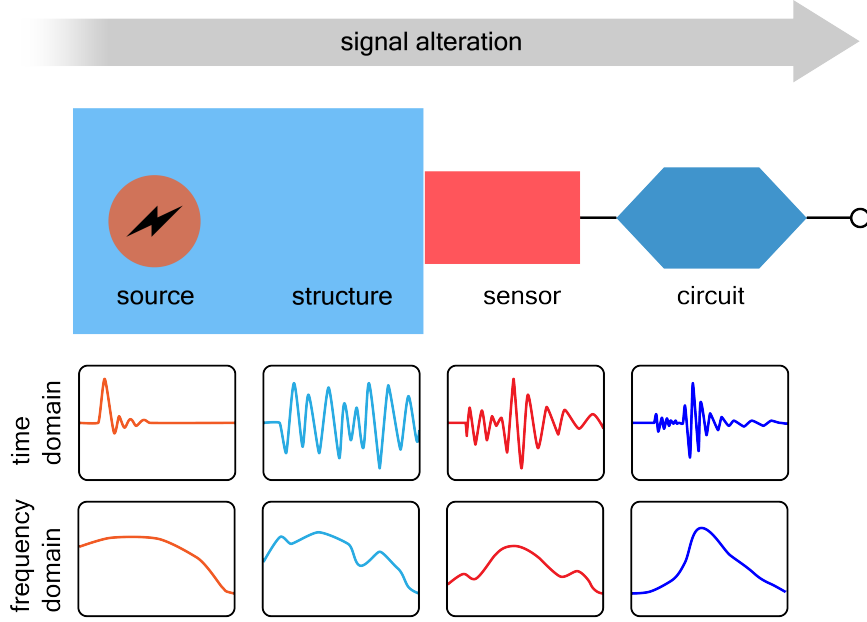 signal alteration
source
structure
sensor
circuit
time
domain
frequency
domain